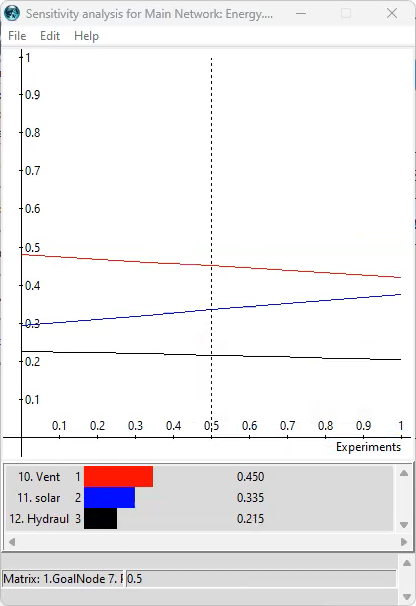 Sensitivity analysis for Main Network: Energy....
File Edit Help
1
0.9
0.8
0.7
0.6
0.5
0.4
0.3
0.2
0.1
0.1 0.2 0.3 0.4 0.5 0.6 0.7 0.8 0.9 1
Experiments
10. Vent 1 0.450
11. solar 2 0.335
12. Hydraul 3 0.215
Matrix: 1.GoalNode 7. 0.5